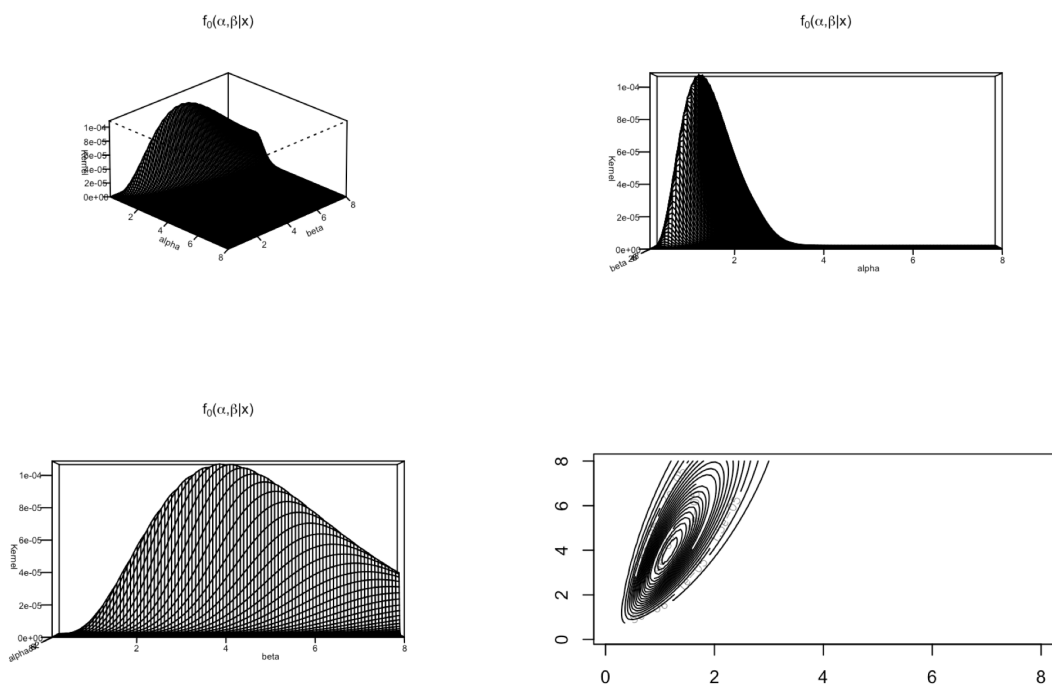 f₀(α,β|x)
1e-04
8e-05
6e-05
2e-05
0e+00
Kernel
2
4
6
8
alpha
2
4
6
8
beta
f₀(α,β|x)
1e-04
8e-05
6e-05
4e-05
2e-05
0e+00
Kernel
beta
2
4
6
8
alpha
f₀(α,β|x)
1e-04
8e-05
6e-05
4e-05
2e-05
0e+00
Kernel
alpha
2
4
6
8
beta
8
6
4
2
0
0
2
4
6
8